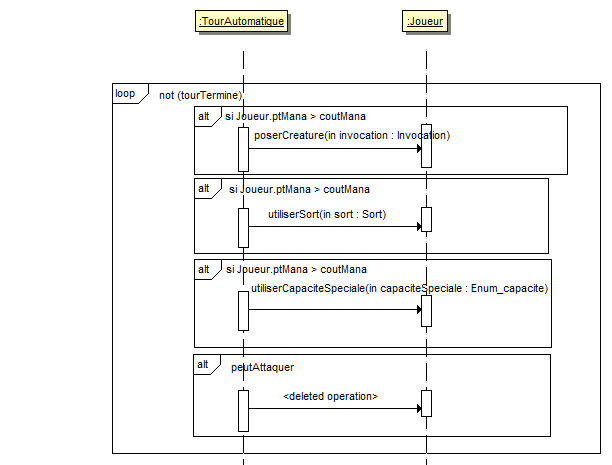 :TourAutomatique
:Joueur
loop
not (tourTermine)
alt
si Joueur.ptMana > coutMana
poserCreature(in invocation : Invocation)
alt
si Joueur.ptMana > coutMana
utiliserSort(in sort : Sort)
alt
si Joueur.ptMana > coutMana
utiliserCapaciteSpeciale(in capaciteSpeciale : Enum_capacite)
alt
peutAttaquer
<deleted operation>